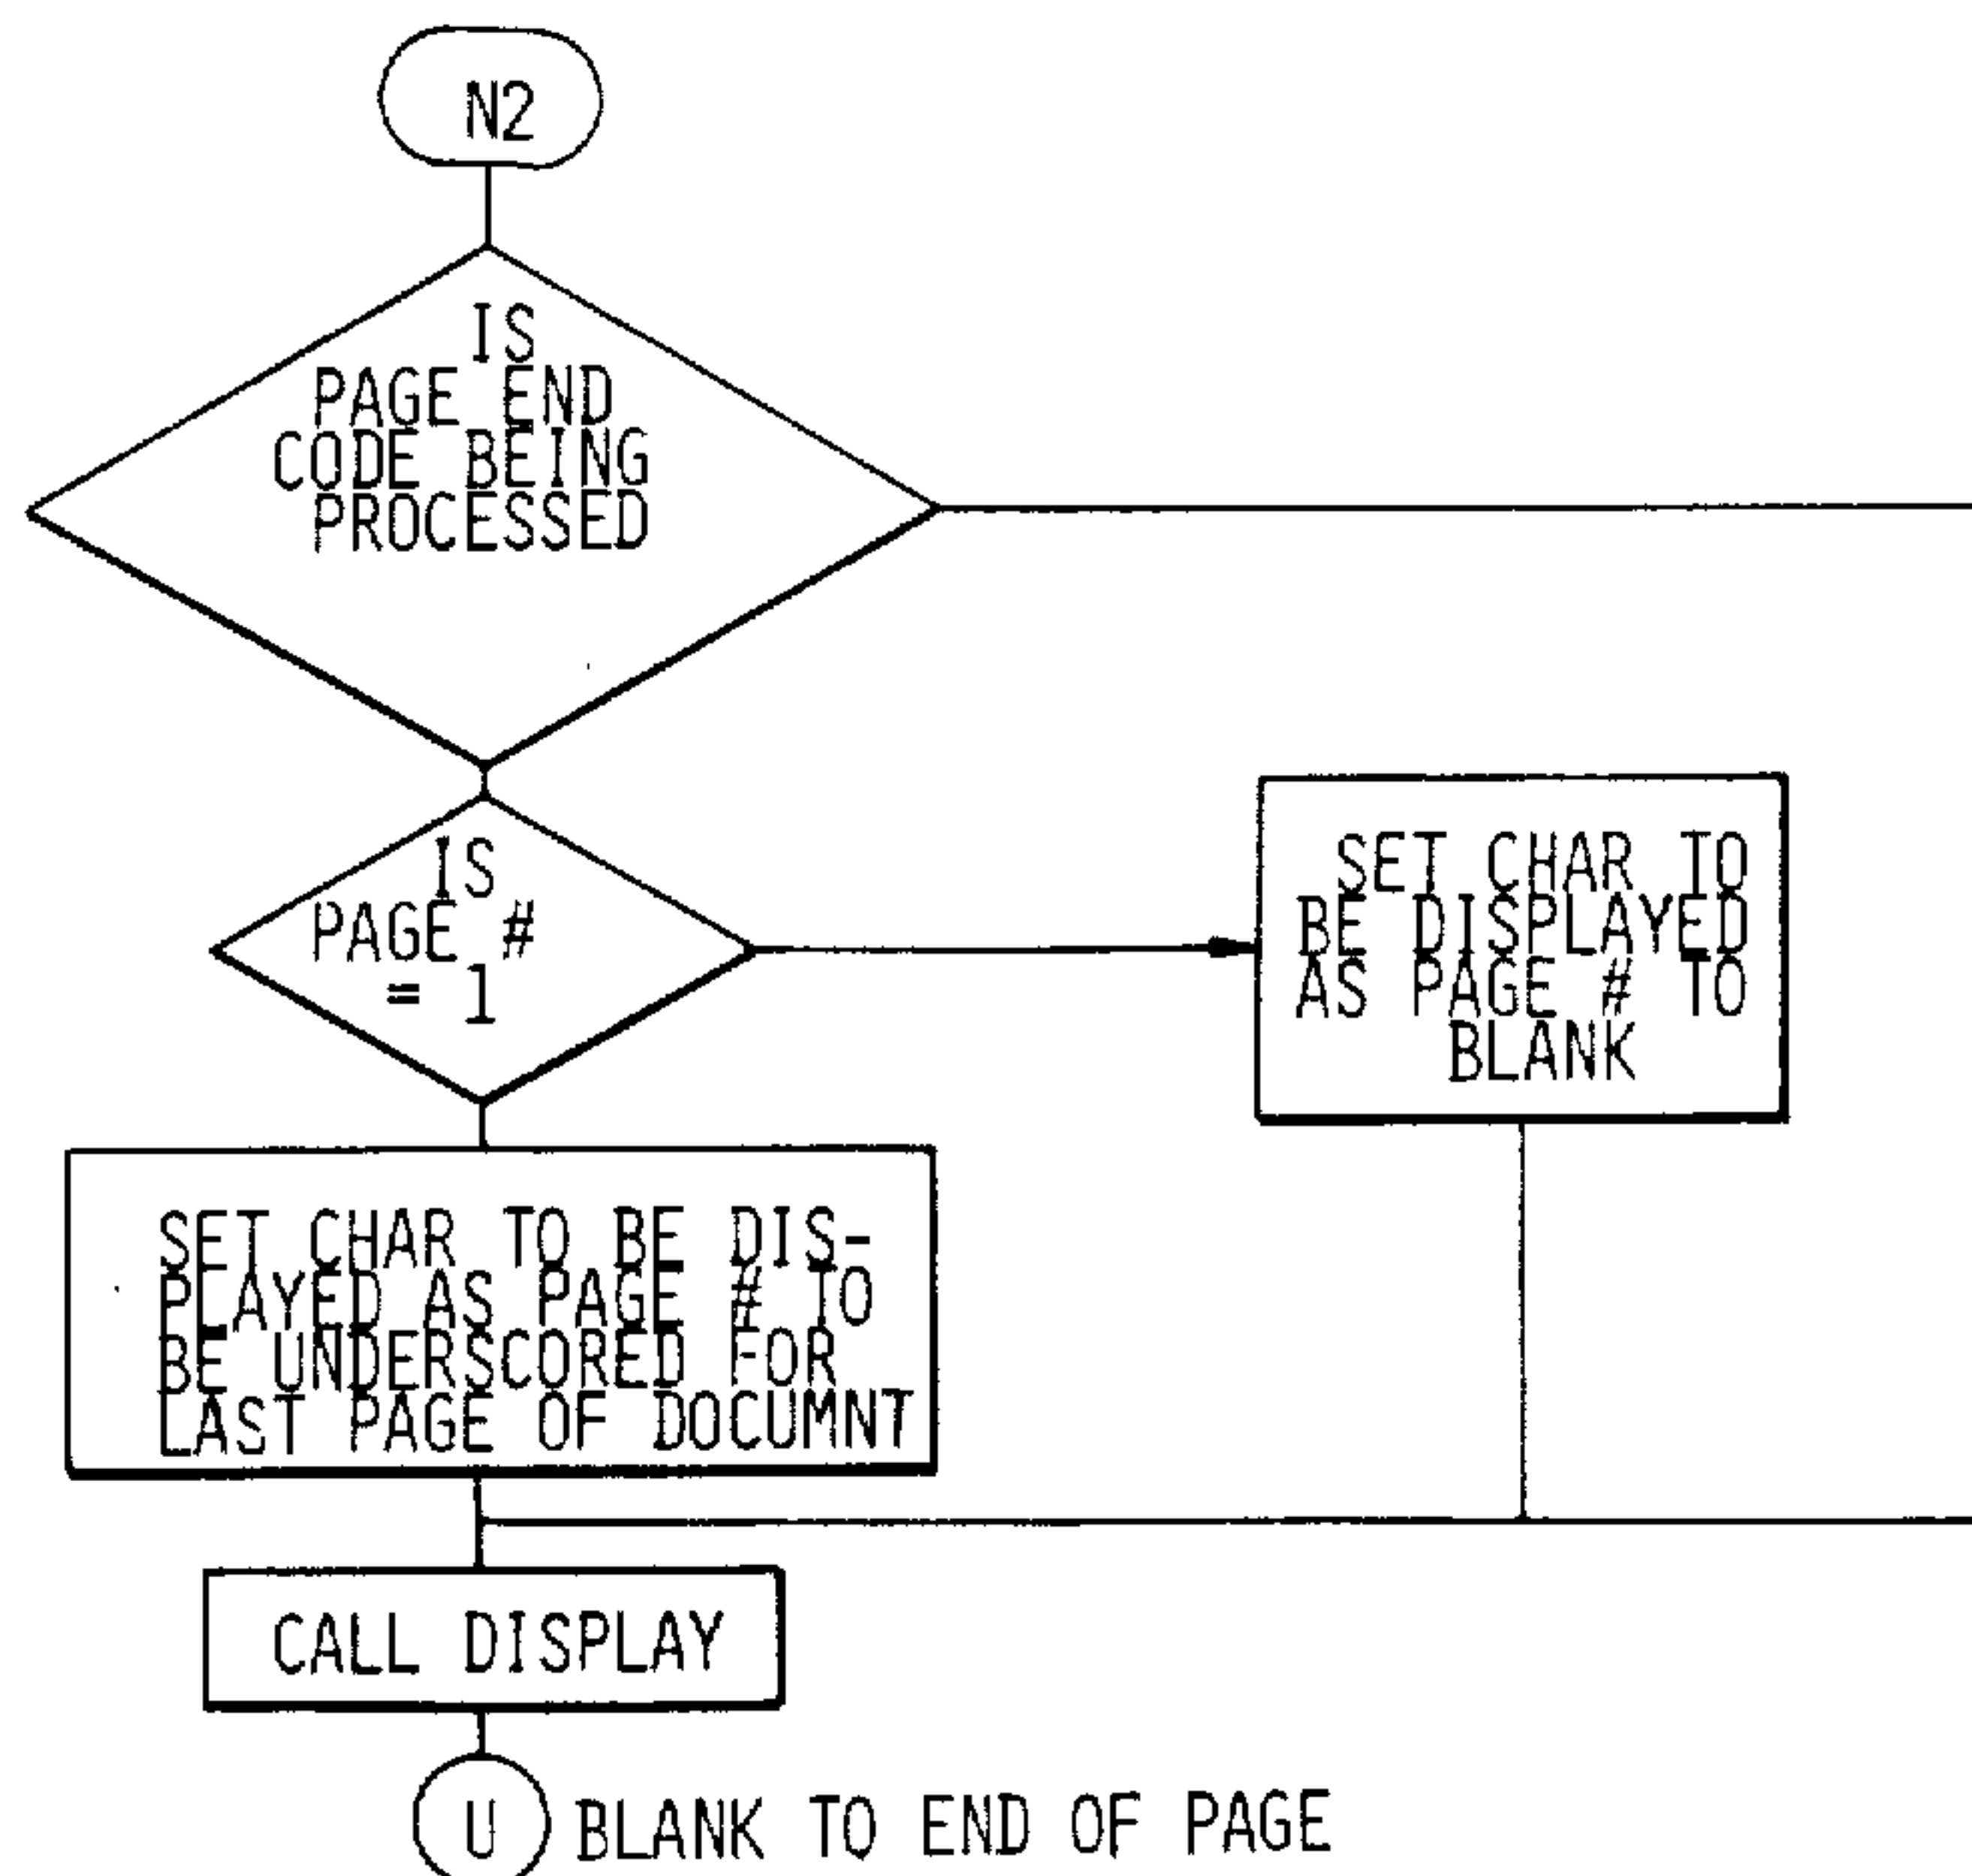 N2
IS
PAGE END
CODE BEING
PROCESSED
IS
PAGE #
= 1
SET CHAR TO
BE DISPLAYED
AS PAGE # TO
BLANK
SET CHAR TO BE DIS-
PLAYED AS PAGE # TO
BE UNDERSCORED FOR
LAST PAGE OF DOCUMNT
CALL DISPLAY
U BLANK TO END OF PAGE